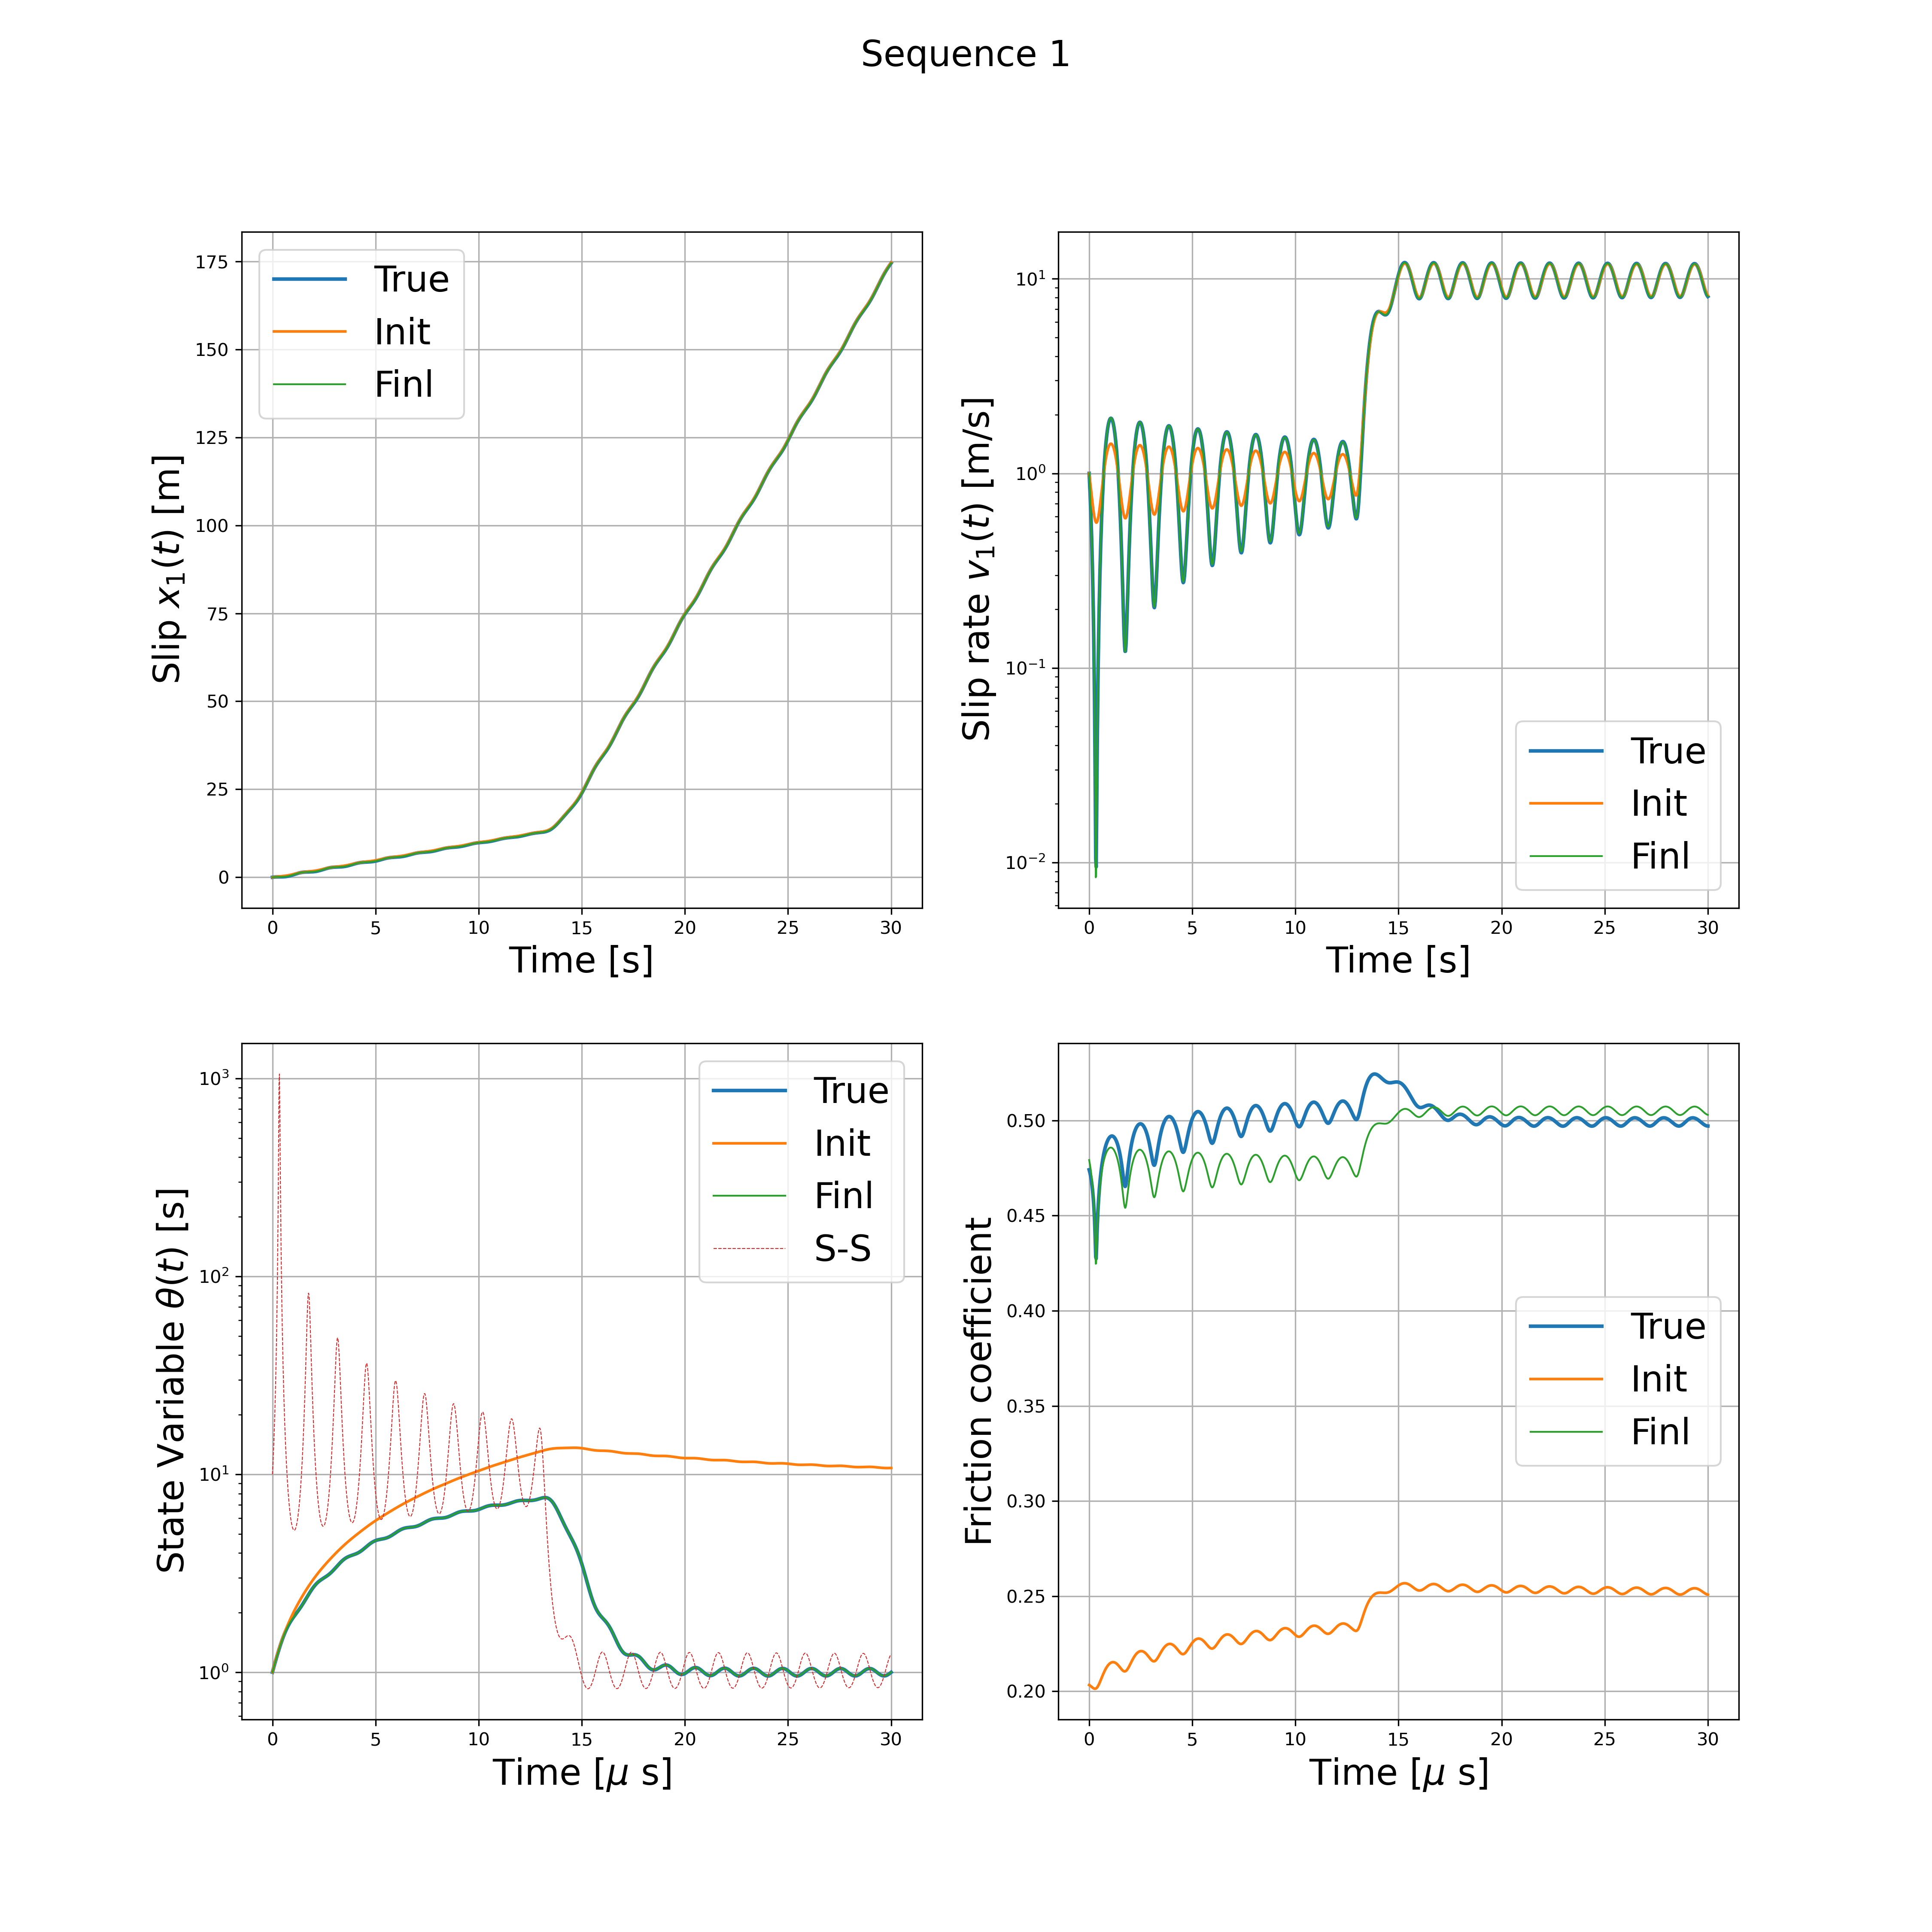 Sequence 1
175
150
125
100
75
50
25
0
Slip x₁(t) [m]
0 5 10 15 20 25 30
Time [s]
True
Init
Finl
10¹
10⁰
10⁻¹
10⁻²
Slip rate v₁(t) [m/s]
0 5 10 15 20 25 30
Time [s]
True
Init
Finl
10³
10²
10¹
10⁰
State Variable θ(t) [s]
0 5 10 15 20 25 30
Time [μ s]
True
Init
Finl
S-S
0.50
0.45
0.40
0.35
0.30
0.25
0.20
Friction coefficient
0 5 10 15 20 25 30
Time [μ s]
True
Init
Finl